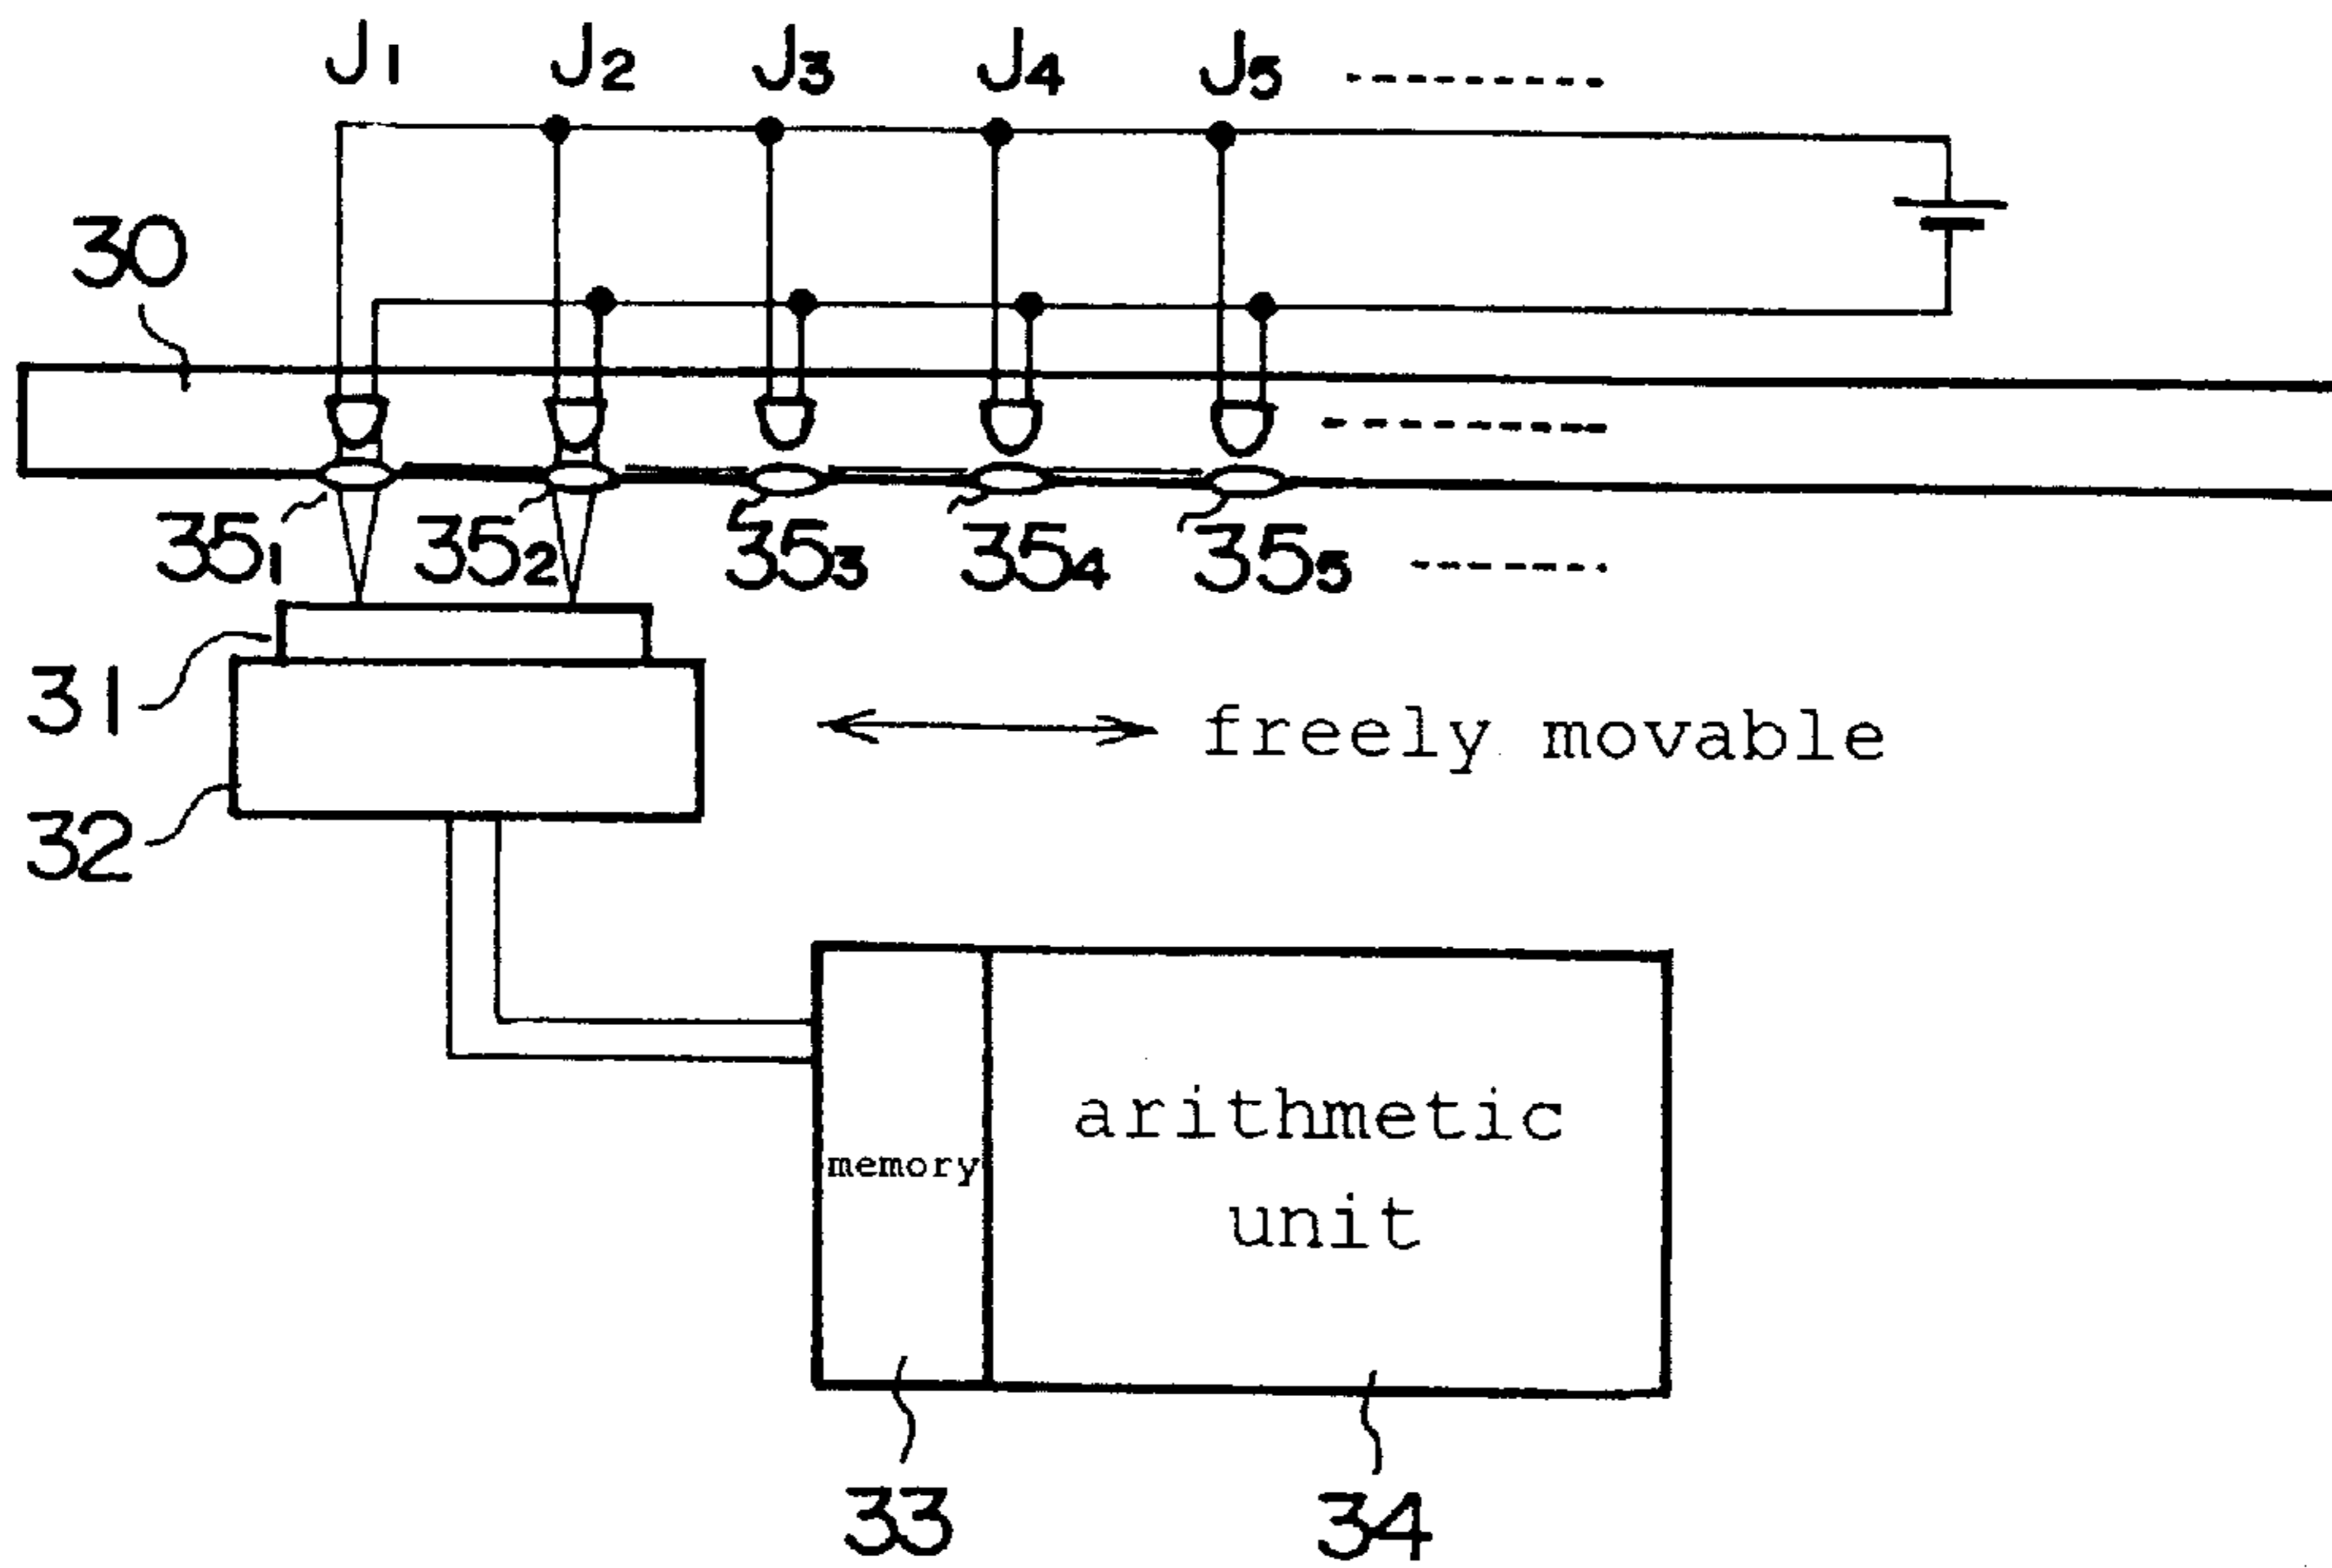 J1 J2 J3 J4 J5
30
351 352 353 354 355
31
freely movable
32
arithmetic
memory
unit
33 34